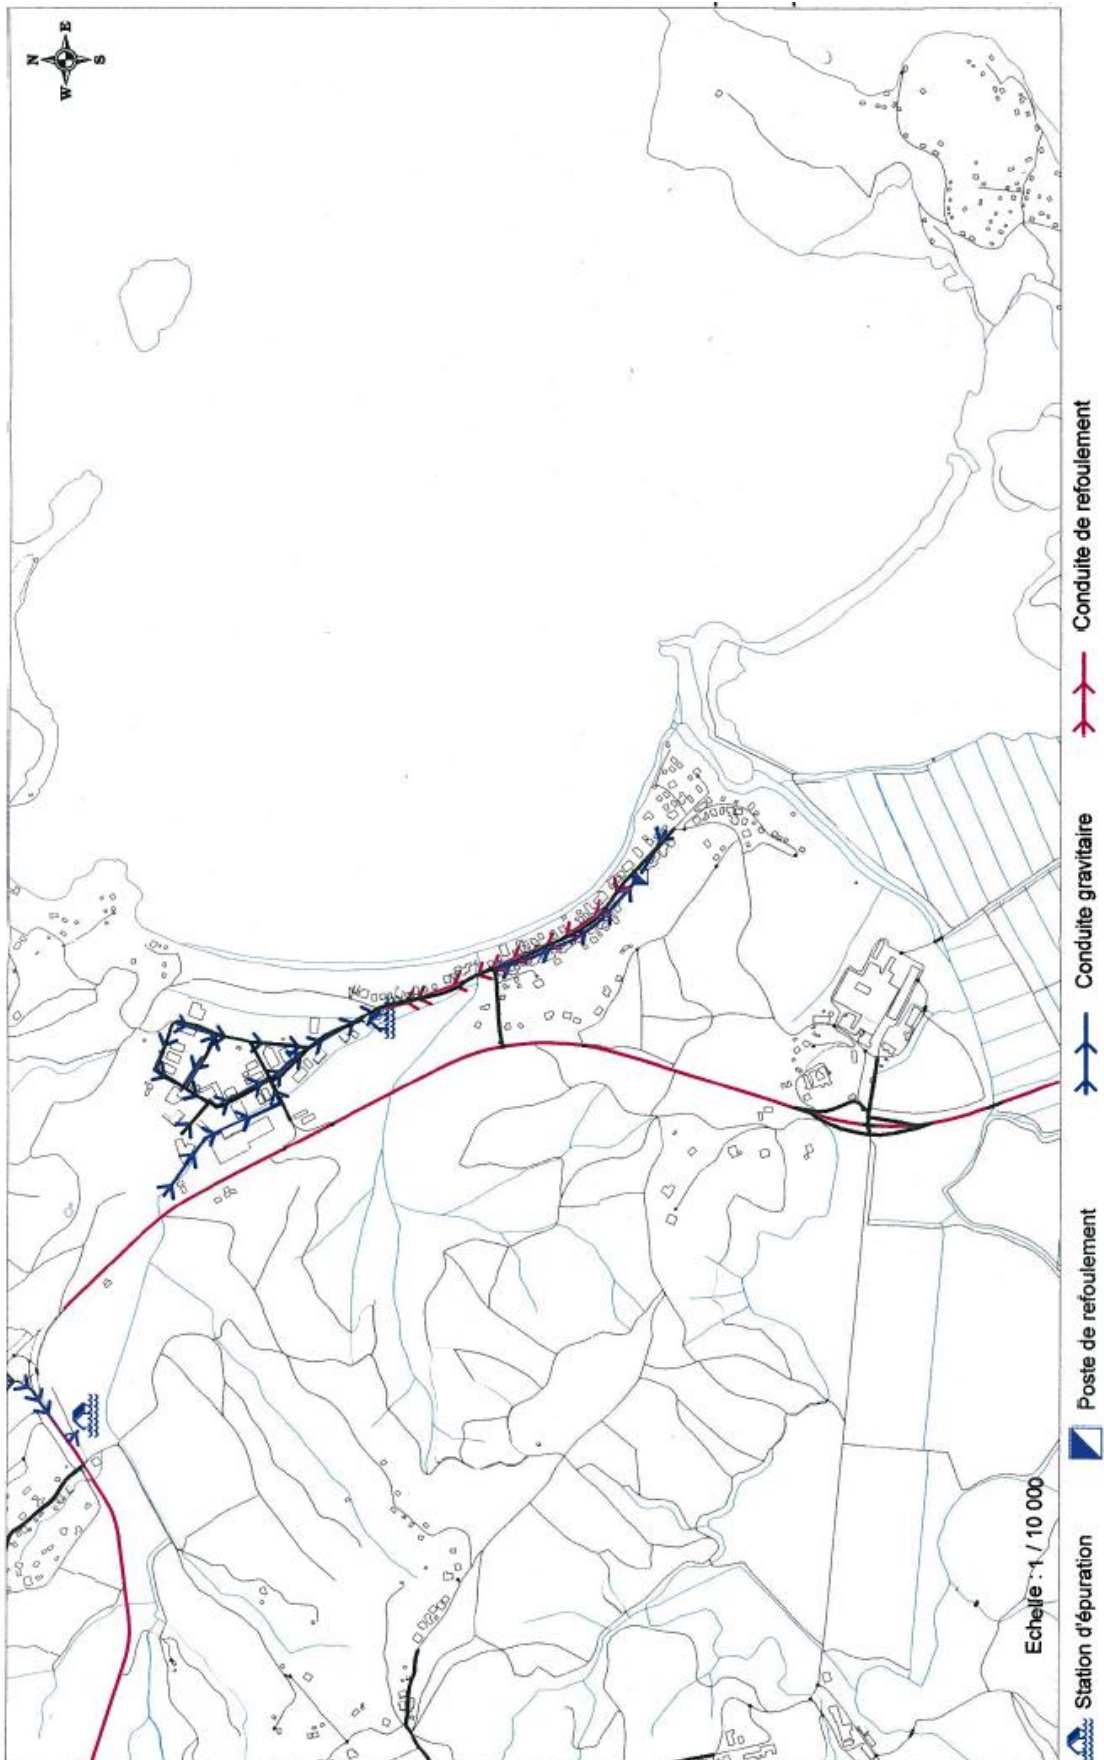 N
E
S
W
Echelle : 1 / 10 000
Station d'épuration
Poste de refoulement
Conduite gravitaire
Conduite de refoulement